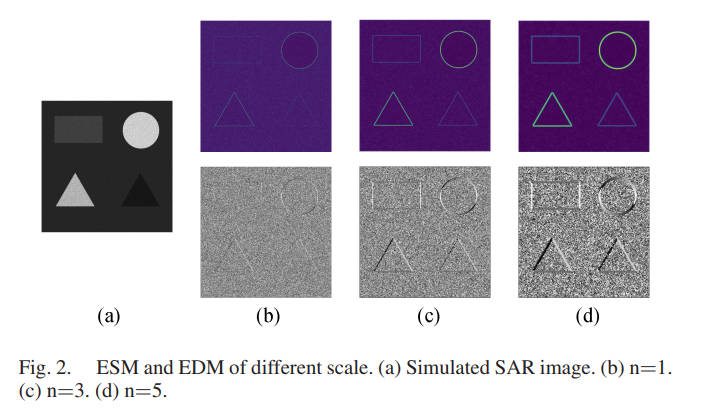 (a)
(b)
(c)
(d)
Fig. 2. ESM and EDM of different scale. (a) Simulated SAR image. (b) n=1.
(c) n=3. (d) n=5.